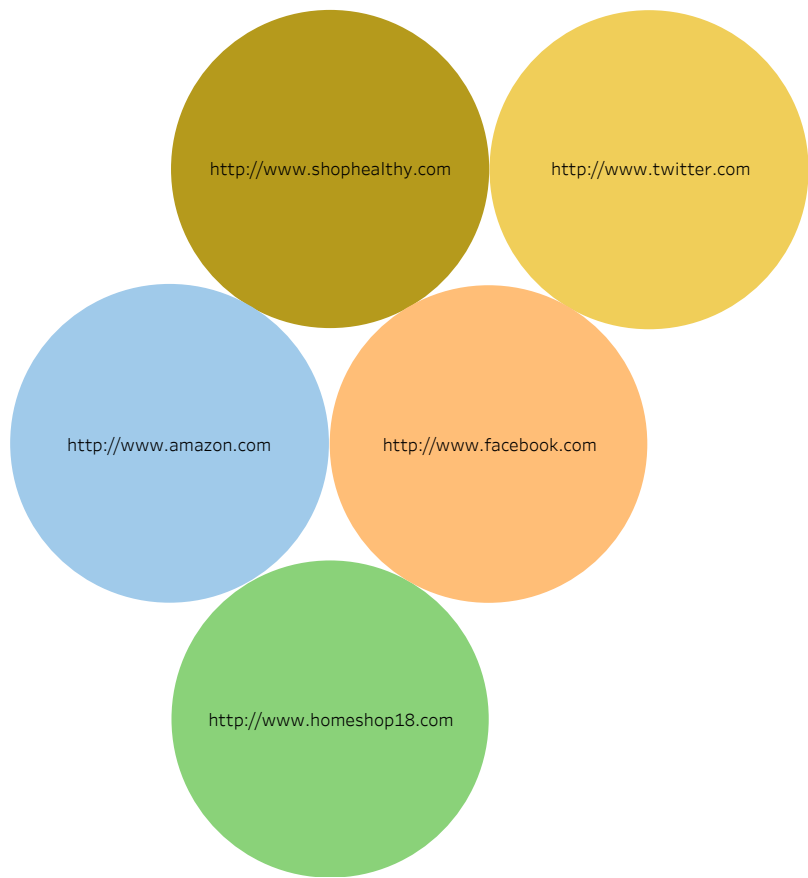 http://www.shophealthy.com
http://www.twitter.com
http://www.amazon.com
http://www.facebook.com
http://www.homeshop18.com